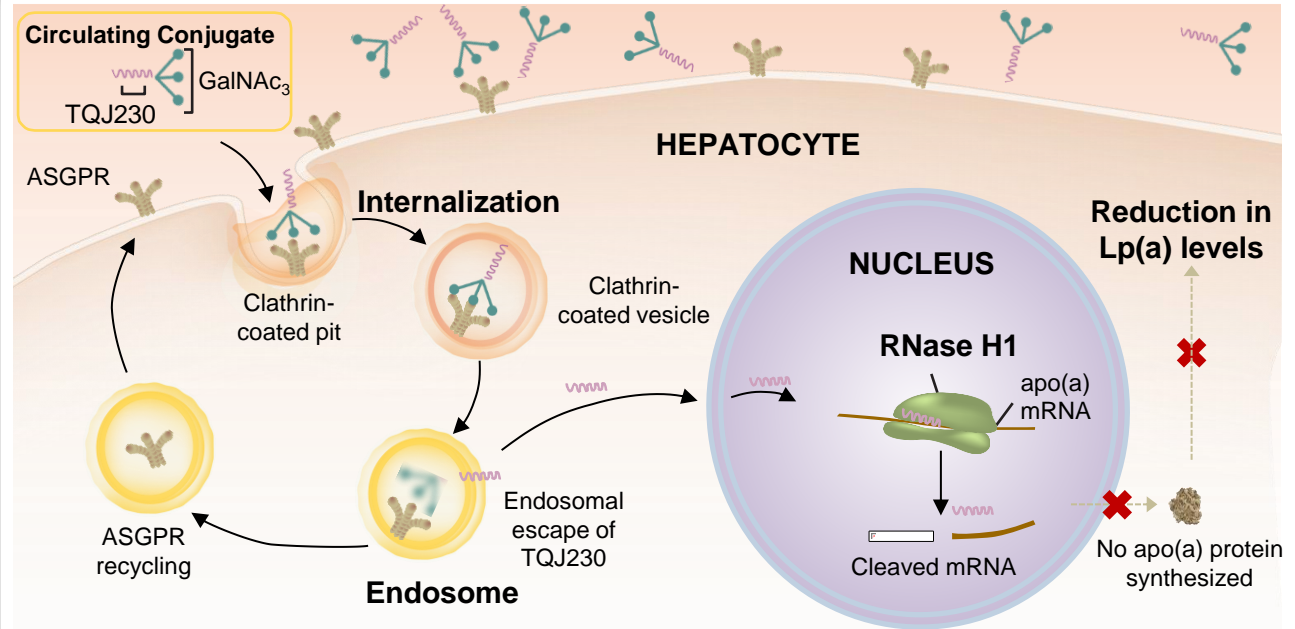 Circulating Conjugate
GalNAc3
TQJ230
ASGPR
HEPATOCYTE
Internalization
Clathrin-
coated pit
Clathrin-
coated vesicle
NUCLEUS
Reduction in
Lp(a) levels
RNase H1
apo(a)
mRNA
ASGPR
recycling
Endosomal
escape of
TQJ230
Endosome
Cleaved mRNA
No apo(a) protein
synthesized